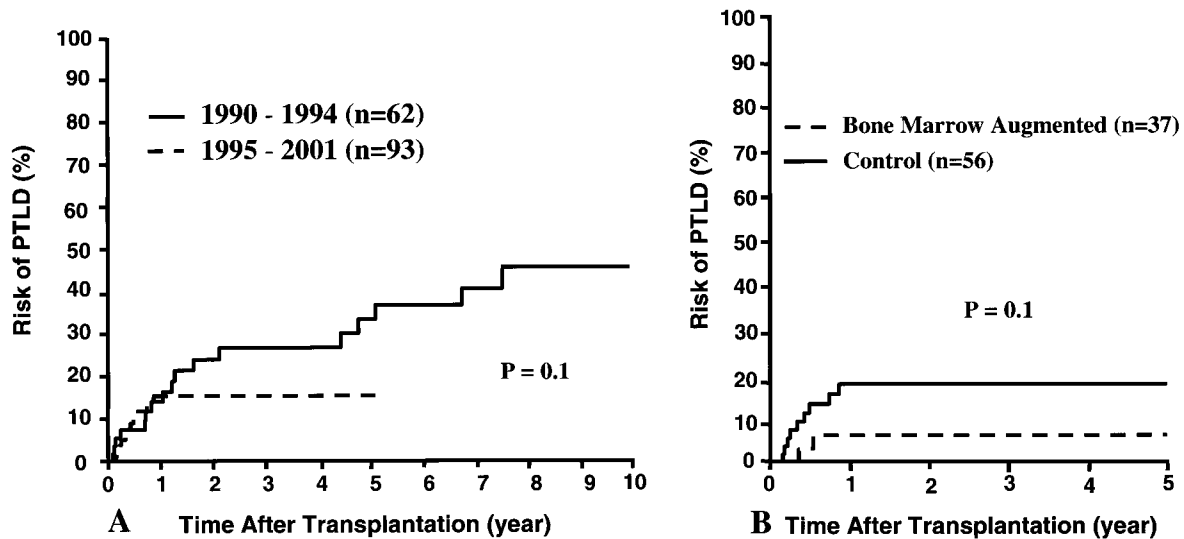 100
90
80
70
60
50
40
30
20
10
0
Risk of PTLD (%)
1990 - 1994 (n=62)
1995 - 2001 (n=93)
P = 0.1
0 1 2 3 4 5 6 7 8 9 10
A Time After Transplantation (year)
100
90
80
70
60
50
40
30
20
10
0
Risk of PTLD (%)
Bone Marrow Augmented (n=37)
Control (n=56)
P = 0.1
0 1 2 3 4 5
B Time After Transplantation (year)